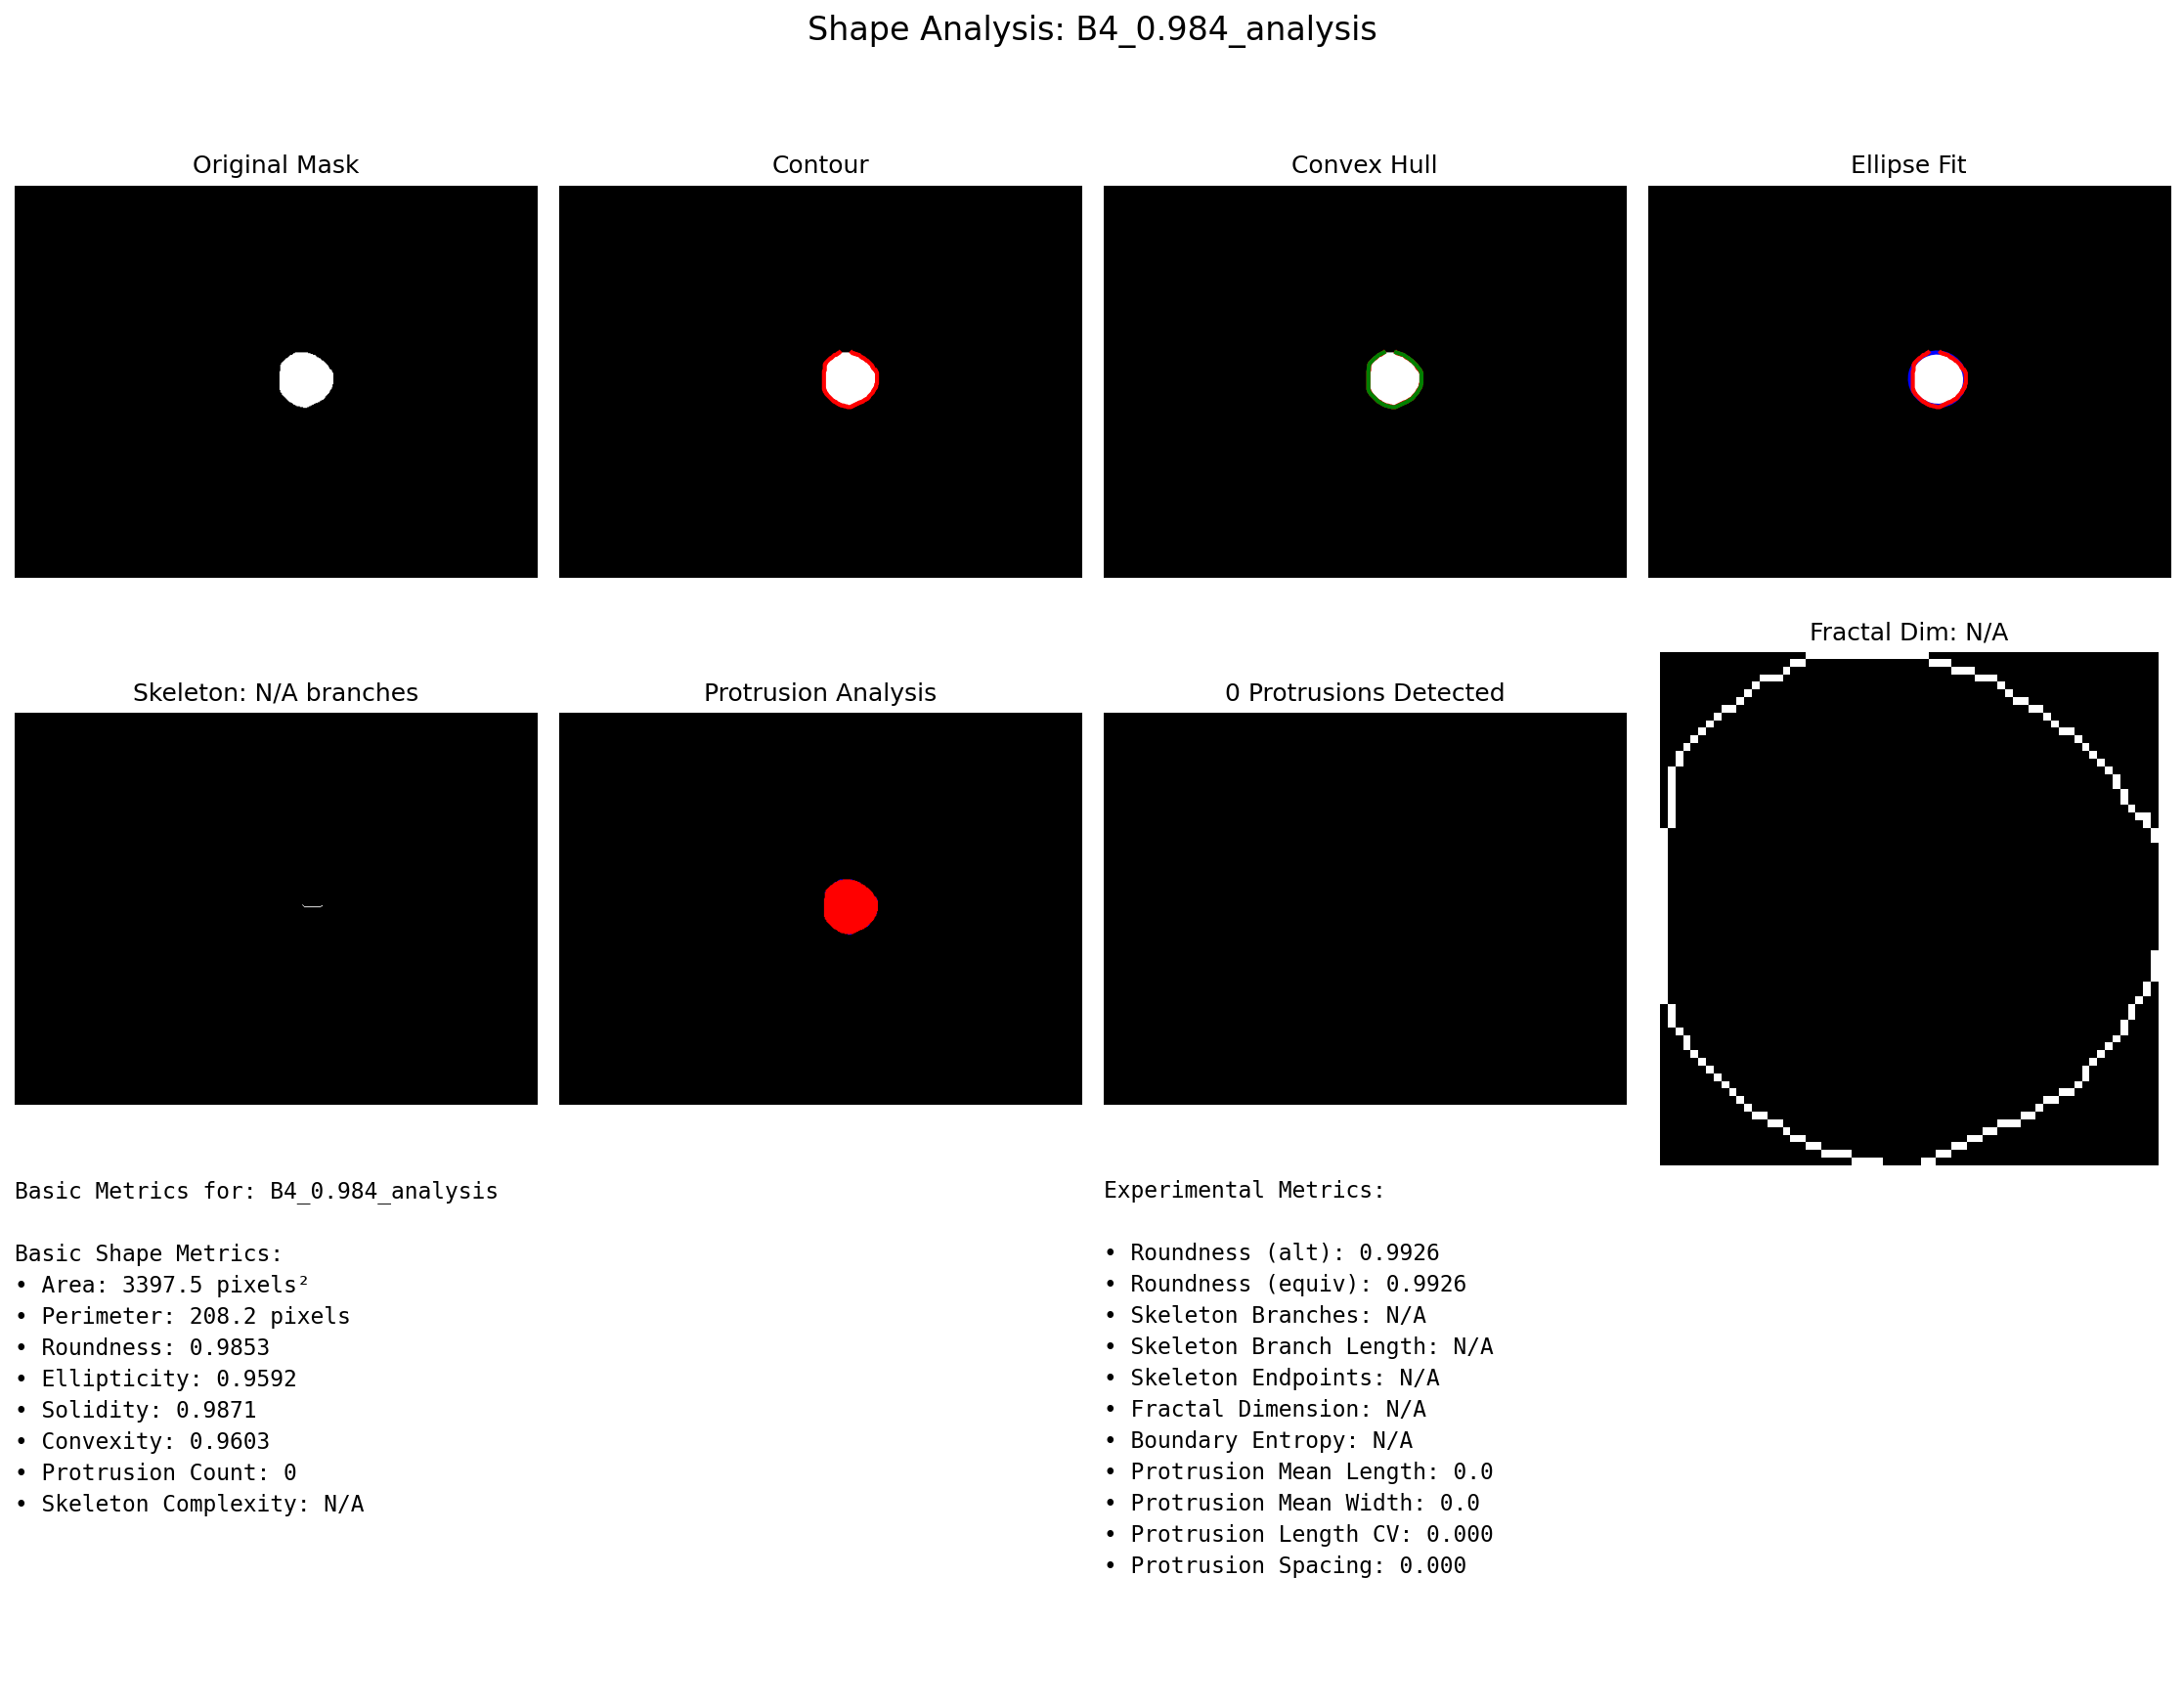 Shape Analysis: B4_0.984_analysis
Original Mask
Contour
Convex Hull
Ellipse Fit
Skeleton: N/A branches
Protrusion Analysis
0 Protrusions Detected
Fractal Dim: N/A
Basic Metrics for: B4_0.984_analysis
Basic Shape Metrics:
• Area: 3397.5 pixels²
• Perimeter: 208.2 pixels
• Roundness: 0.9853
• Ellipticity: 0.9592
• Solidity: 0.9871
• Convexity: 0.9603
• Protrusion Count: 0
• Skeleton Complexity: N/A
Experimental Metrics:
• Roundness (alt): 0.9926
• Roundness (equiv): 0.9926
• Skeleton Branches: N/A
• Skeleton Branch Length: N/A
• Skeleton Endpoints: N/A
• Fractal Dimension: N/A
• Boundary Entropy: N/A
• Protrusion Mean Length: 0.0
• Protrusion Mean Width: 0.0
• Protrusion Length CV: 0.000
• Protrusion Spacing: 0.000